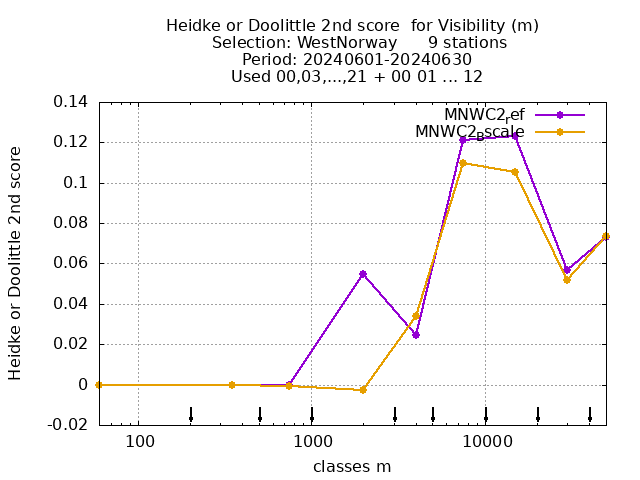 Heidke or Doolittle 2nd score  for Visibility (m)
Selection: WestNorway      9 stations
Period: 20240601-20240630
Used 00,03,...,21 + 00 01 ... 12
MNWC2ref
MNWC2Bscale
0.14
0.12
0.1
0.08
0.06
0.04
0.02
0
-0.02
Heidke or Doolittle 2nd score
100 1000 10000
classes m